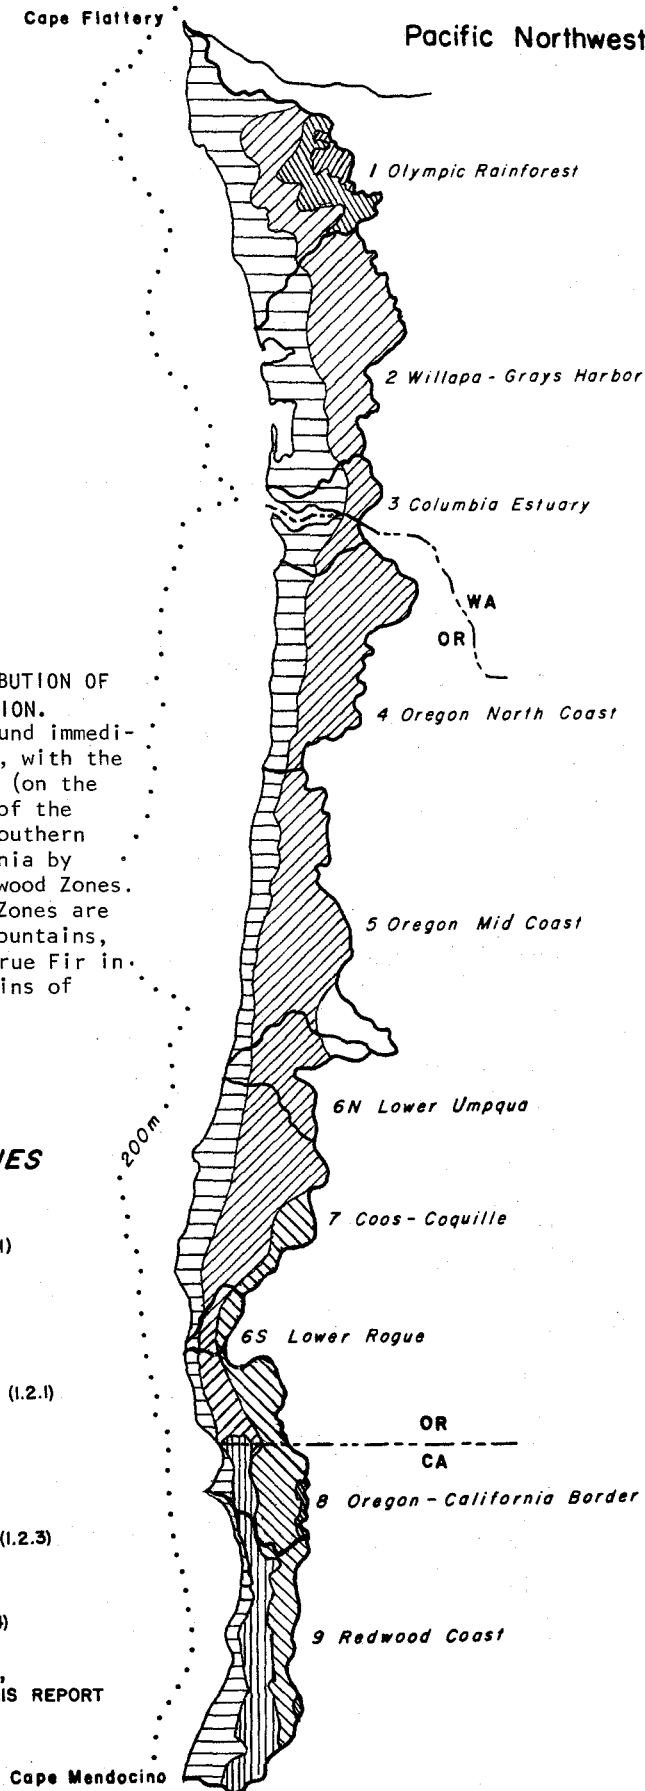 Cape Flattery
Pacific Northwest
1 Olympic Rainforest
2 Willapa - Grays Harbor
3 Columbia Estuary
WA
OR
BUTION OF
ION.
und immedi-
, with the
(on the
of the
outhern
nia by
wood Zones.
Zones are
ountains,
rue Fir in
ins of
4 Oregon North Coast
5 Oregon Mid Coast
6N Lower Umpqua
200m
IES
7 Coos - Coquille
1)
6S Lower Rogue
(1.2.1)
OR
CA
8 Oregon - California Border
(1.2.3)
4)
9 Redwood Coast
,
IS REPORT
Cape Mendocino